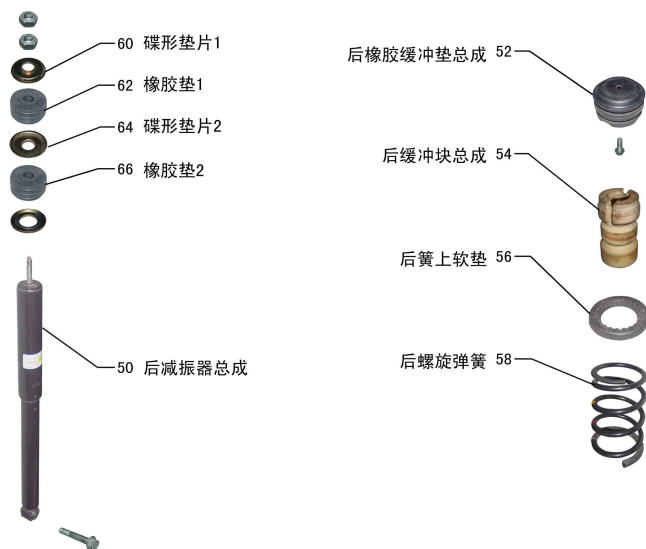 60 碟形垫片1
62 橡胶垫1
64 碟形垫片2
66 橡胶垫2
50 后减振器总成
后橡胶缓冲垫总成 52
后缓冲块总成 54
后簧上软垫 56
后螺旋弹簧 58